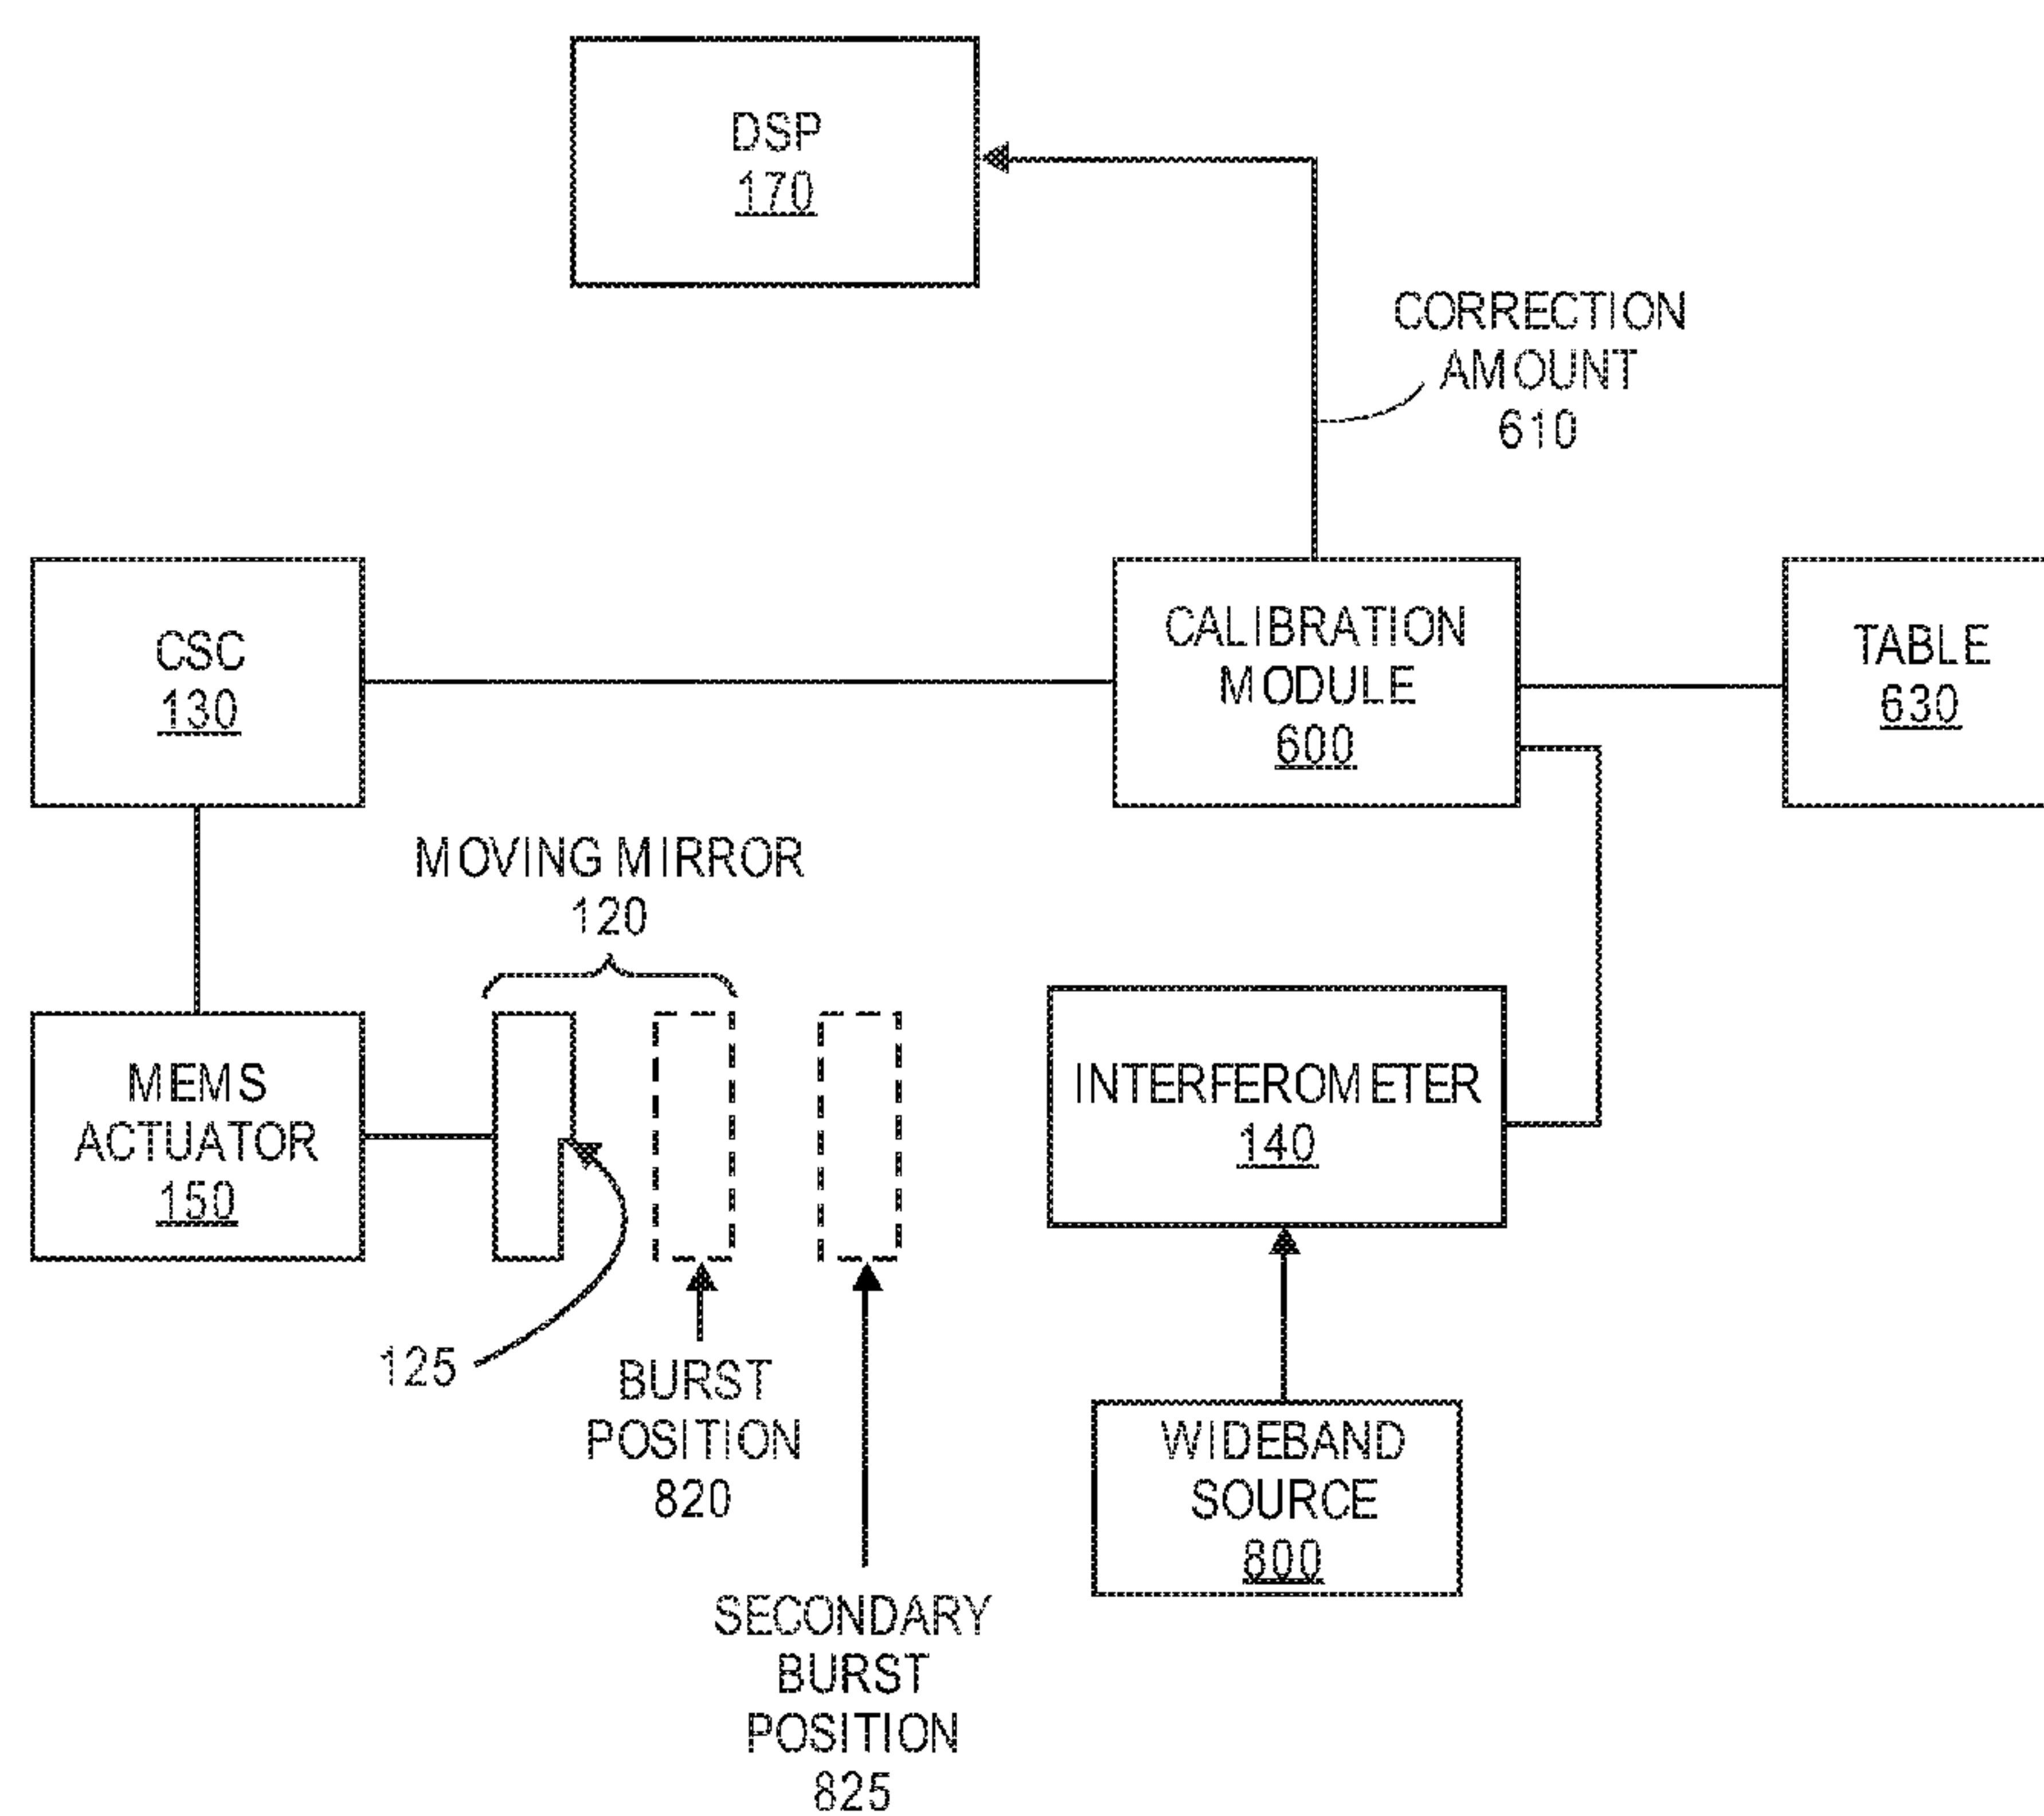 DSP
170
CORRECTION
AMOUNT
610
CSC
130
CALIBRATION
MODULE
600
TABLE
630
MOVING MIRROR
120
MEMS
ACTUATOR
150
INTERFEROMETER
140
125
BURST
POSITION
820
WIDEBAND
SOURCE
800
SECONDARY
BURST
POSITION
825